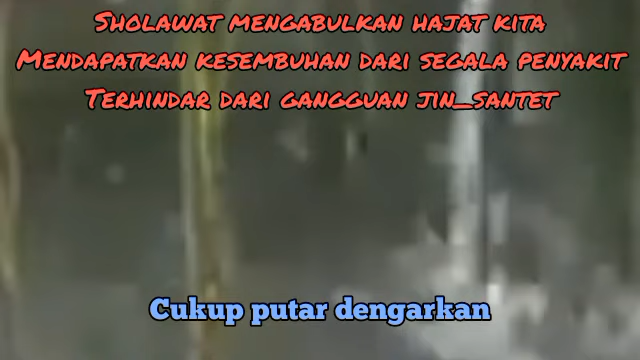 Sholawat mengabulkan hajat kita
Mendapatkan kesembuhan dari segala penyakit
Terhindar dari gangguan jin_santet
Cukup putar dengarkan